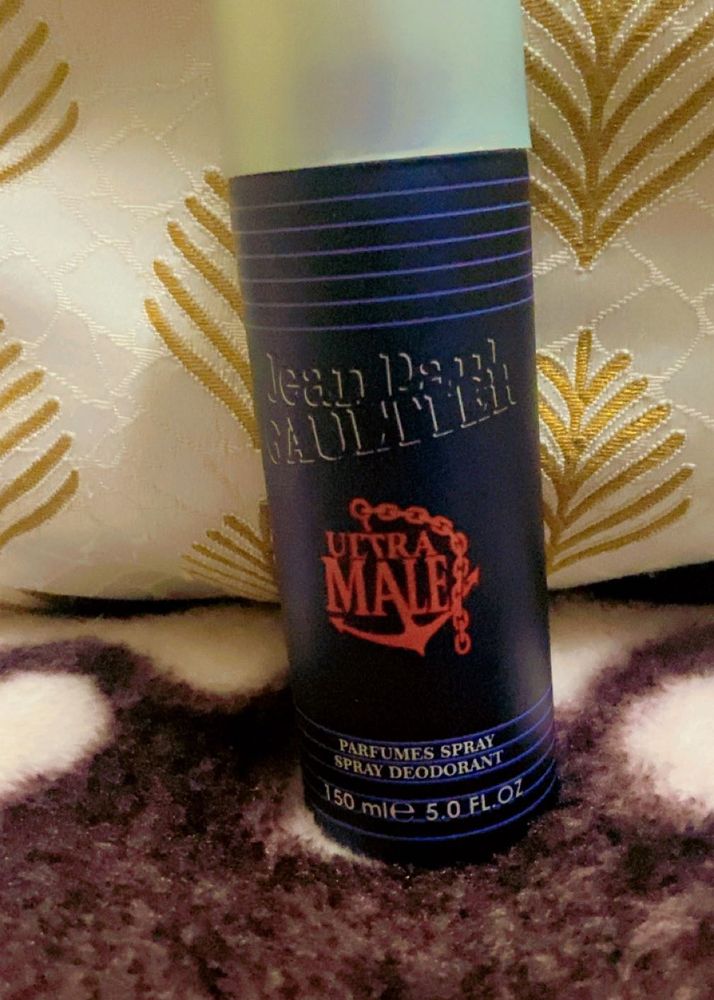 Jean Paul
GAULTIER
ULTRA
MALE
PARFUMES SPRAY
SPRAY DEODORANT
150 ml℮ 5.0 FL.OZ